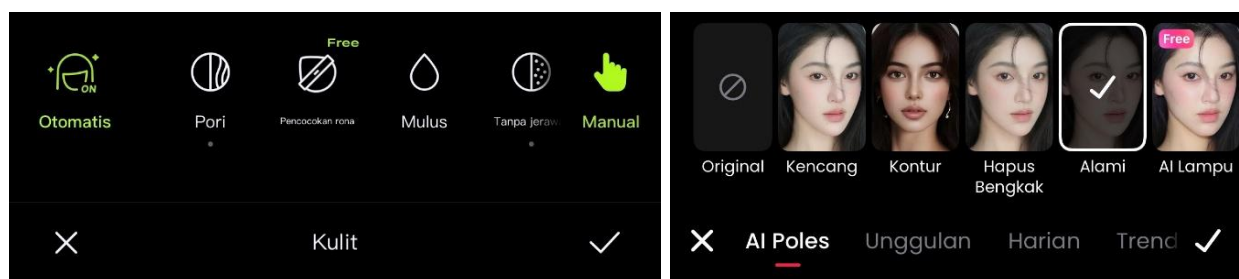 Free
ON
Otomatis Pori Pencocokan rona Mulus Tanpa jeraw Manual
Kulit
Free
Original Kencang Kontur Hapus Bengkak Alami AI Lampu
AI Poles Unggulan Harian Trend